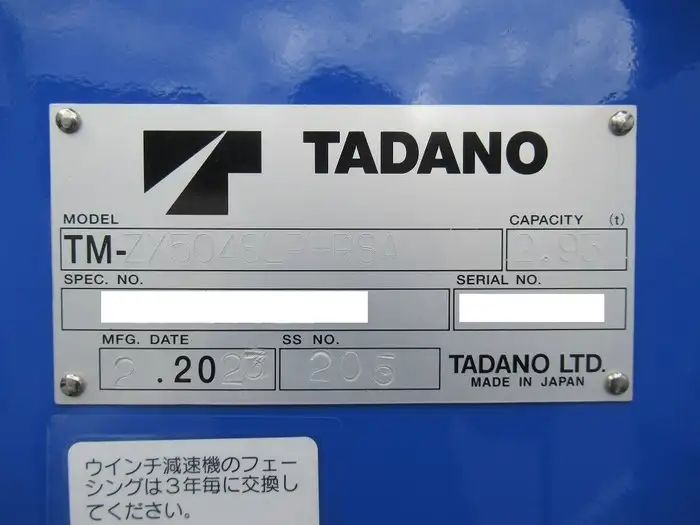 TADANO
MODEL
CAPACITY (t)
TM-ZX504SLPHRSA
2.93
SPEC. NO.
SERIAL NO.
MFG. DATE
SS NO.
2 .2023
205
TADANO LTD.
MADE IN JAPAN
ウインチ減速機のフェー
シングは3年毎に交換し
てください。